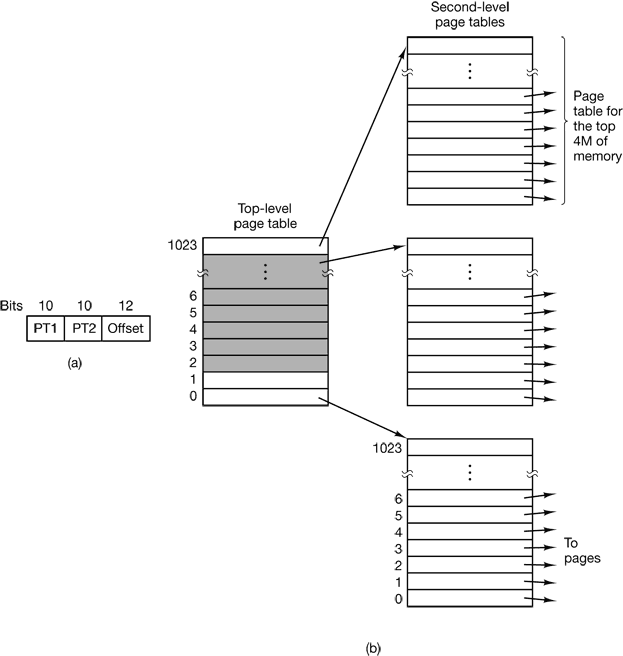 Second-level
page tables
Page
table for
the top
4M of
memory
Top-level
page table
1023
6
5
4
3
2
1
0
Bits 10 10 12
PT1 PT2 Offset
(a)
1023
6
5
4
3
2
1
0
To
pages
(b)